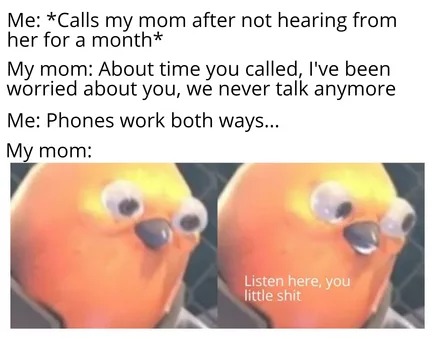 Me: *Calls my mom after not hearing from
her for a month*
My mom: About time you called, I've been
worried about you, we never talk anymore
Me: Phones work both ways...
My mom:
Listen here, you
little shit